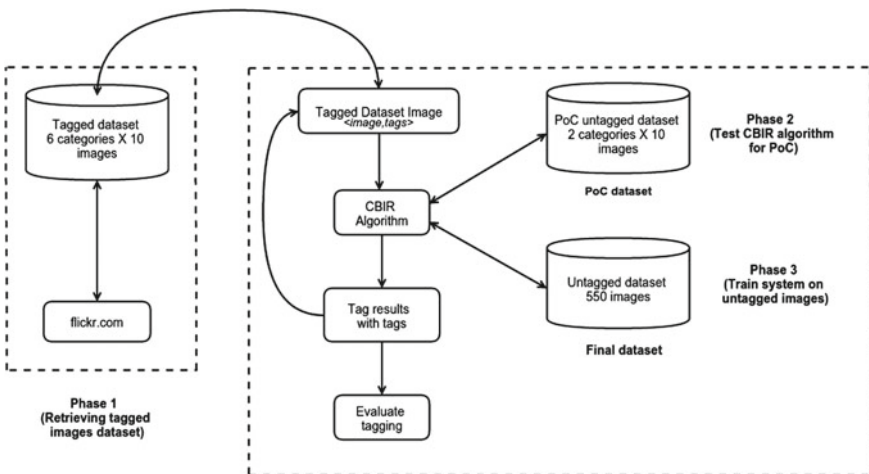 Tagged dataset
6 categories X 10
images
flickr.com
Phase 1
(Retrieving tagged
images dataset)
Tagged Dataset Image
<image,tags>
CBIR
Algorithm
Tag results
with tags
Evaluate
tagging
PoC untagged dataset
2 categories X 10
images
PoC dataset
Phase 2
(Test CBIR algorithm
for PoC)
Untagged dataset
550 images
Final dataset
Phase 3
(Train system on
untagged images)